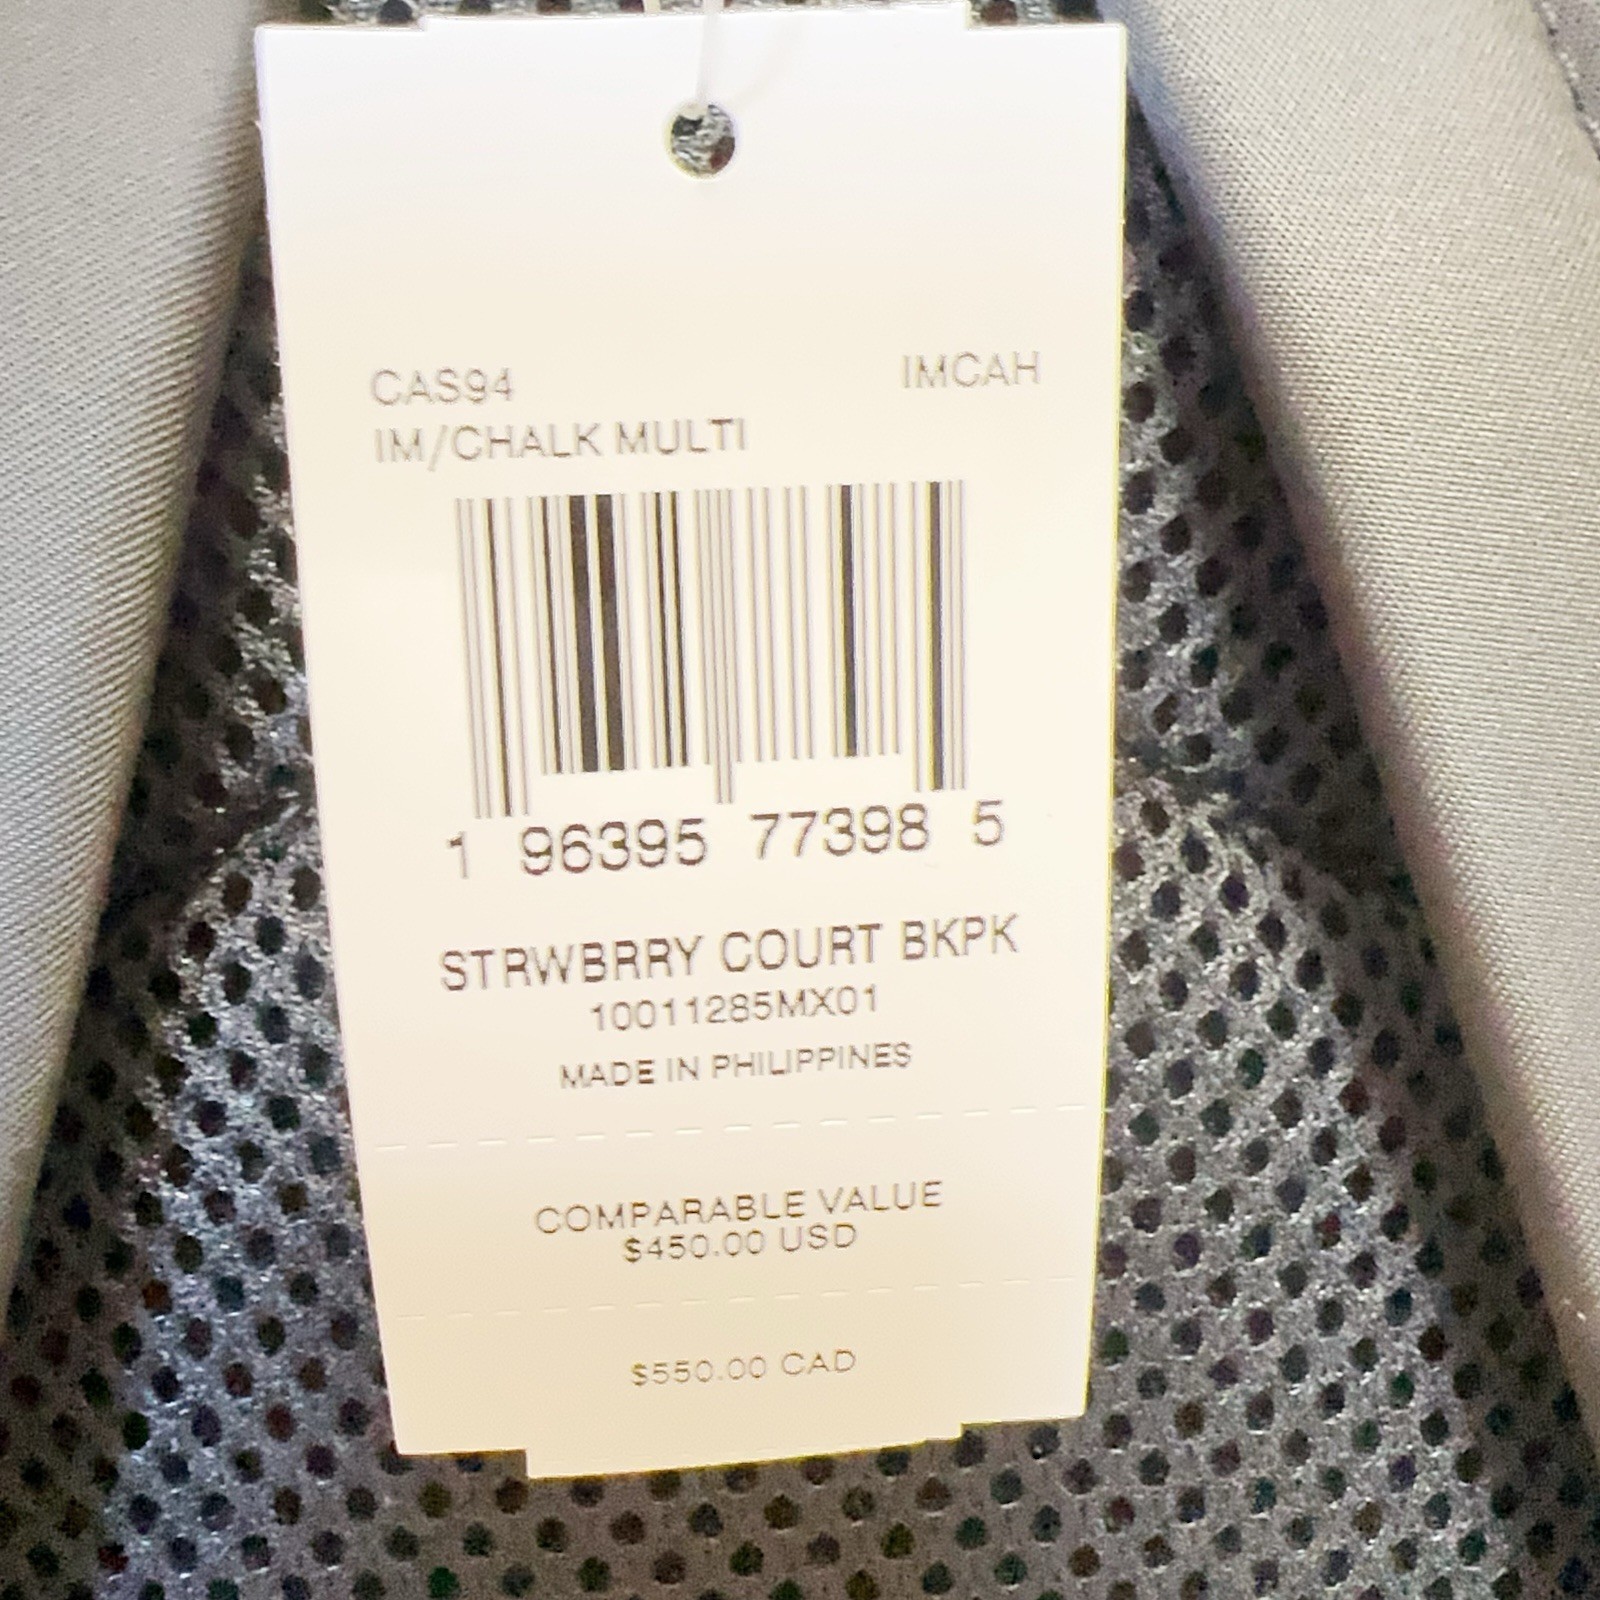 CAS94 IMCAH
IM/CHALK MULTI
1 96395 77398 5
STRWBRRY COURT BKPK
10011285MX01
MADE IN PHILIPPINES
COMPARABLE VALUE
$450.00 USD
$550.00 CAD